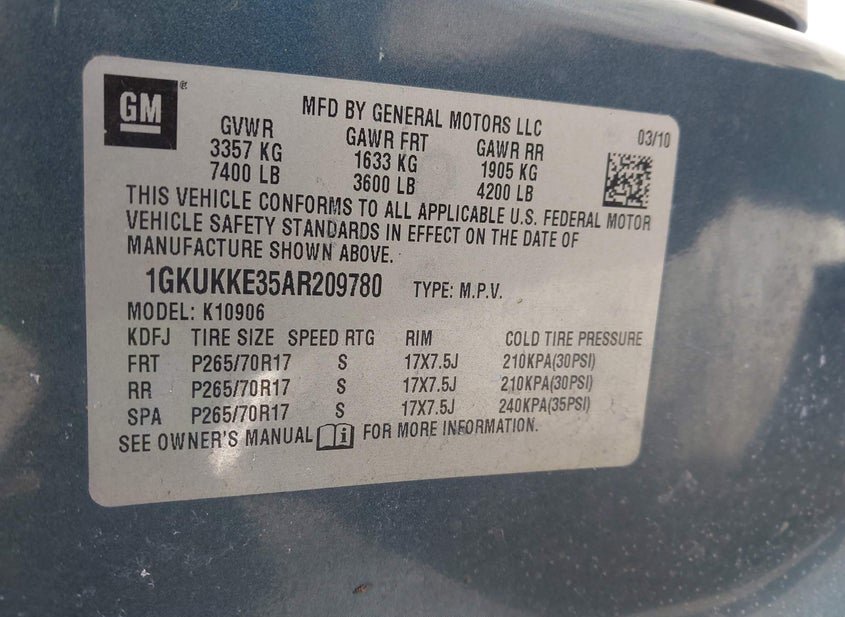 GM ®
MFD BY GENERAL MOTORS LLC
03/10
GVWR GAWR FRT GAWR RR
3357 KG 1633 KG 1905 KG
7400 LB 3600 LB 4200 LB
THIS VEHICLE CONFORMS TO ALL APPLICABLE U.S. FEDERAL MOTOR
VEHICLE SAFETY STANDARDS IN EFFECT ON THE DATE OF
MANUFACTURE SHOWN ABOVE.
1GKUKKE35AR209780 TYPE: M.P.V.
MODEL: K10906
KDFJ TIRE SIZE SPEED RTG RIM COLD TIRE PRESSURE
FRT P265/70R17 S 17X7.5J 210KPA(30PSI)
RR P265/70R17 S 17X7.5J 210KPA(30PSI)
SPA P265/70R17 S 17X7.5J 240KPA(35PSI)
SEE OWNER'S MANUAL i FOR MORE INFORMATION.